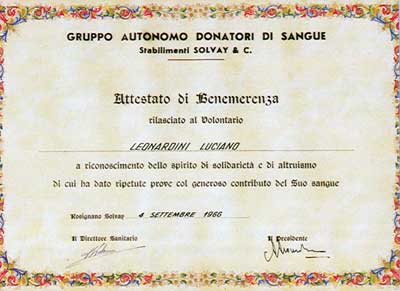 GRUPPO AUTONOMO DONATORI DI SANGUE
Stabilimenti SOLVAY & C.
Attestato di Benemerenza
rilasciato al Volontario
LEONARDINI LUCIANO
a riconoscimento dello spirito di solidarietà e di altruismo
di cui ha dato ripetute prove col generoso contributo del Suo sangue
Rosignano Solvay 4 SETTEMBRE 1966
Il Direttore Sanitario Il Presidente